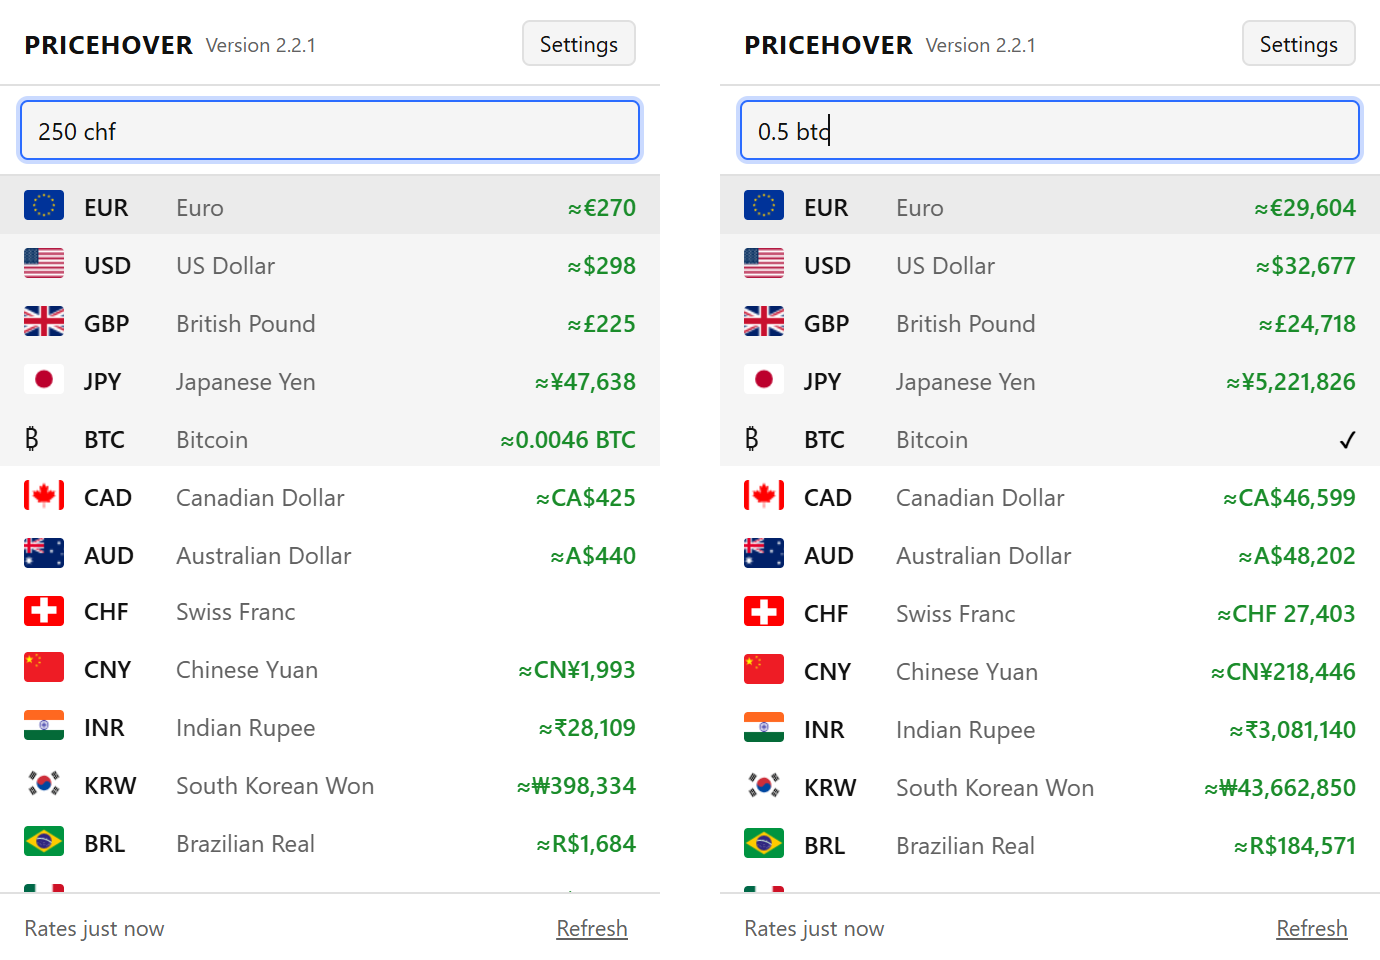 PRICEHOVER Version 2.2.1 Settings
250 chf
EUR Euro ≈€270
USD US Dollar ≈$298
GBP British Pound ≈£225
JPY Japanese Yen ≈¥47,638
₿ BTC Bitcoin ≈0.0046 BTC
CAD Canadian Dollar ≈CA$425
AUD Australian Dollar ≈A$440
CHF Swiss Franc
CNY Chinese Yuan ≈CN¥1,993
INR Indian Rupee ≈₹28,109
KRW South Korean Won ≈₩398,334
BRL Brazilian Real ≈R$1,684
Rates just now Refresh
PRICEHOVER Version 2.2.1 Settings
0.5 btc
EUR Euro ≈€29,604
USD US Dollar ≈$32,677
GBP British Pound ≈£24,718
JPY Japanese Yen ≈¥5,221,826
₿ BTC Bitcoin ✓
CAD Canadian Dollar ≈CA$46,599
AUD Australian Dollar ≈A$48,202
CHF Swiss Franc ≈CHF 27,403
CNY Chinese Yuan ≈CN¥218,446
INR Indian Rupee ≈₹3,081,140
KRW South Korean Won ≈₩43,662,850
BRL Brazilian Real ≈R$184,571
Rates just now Refresh